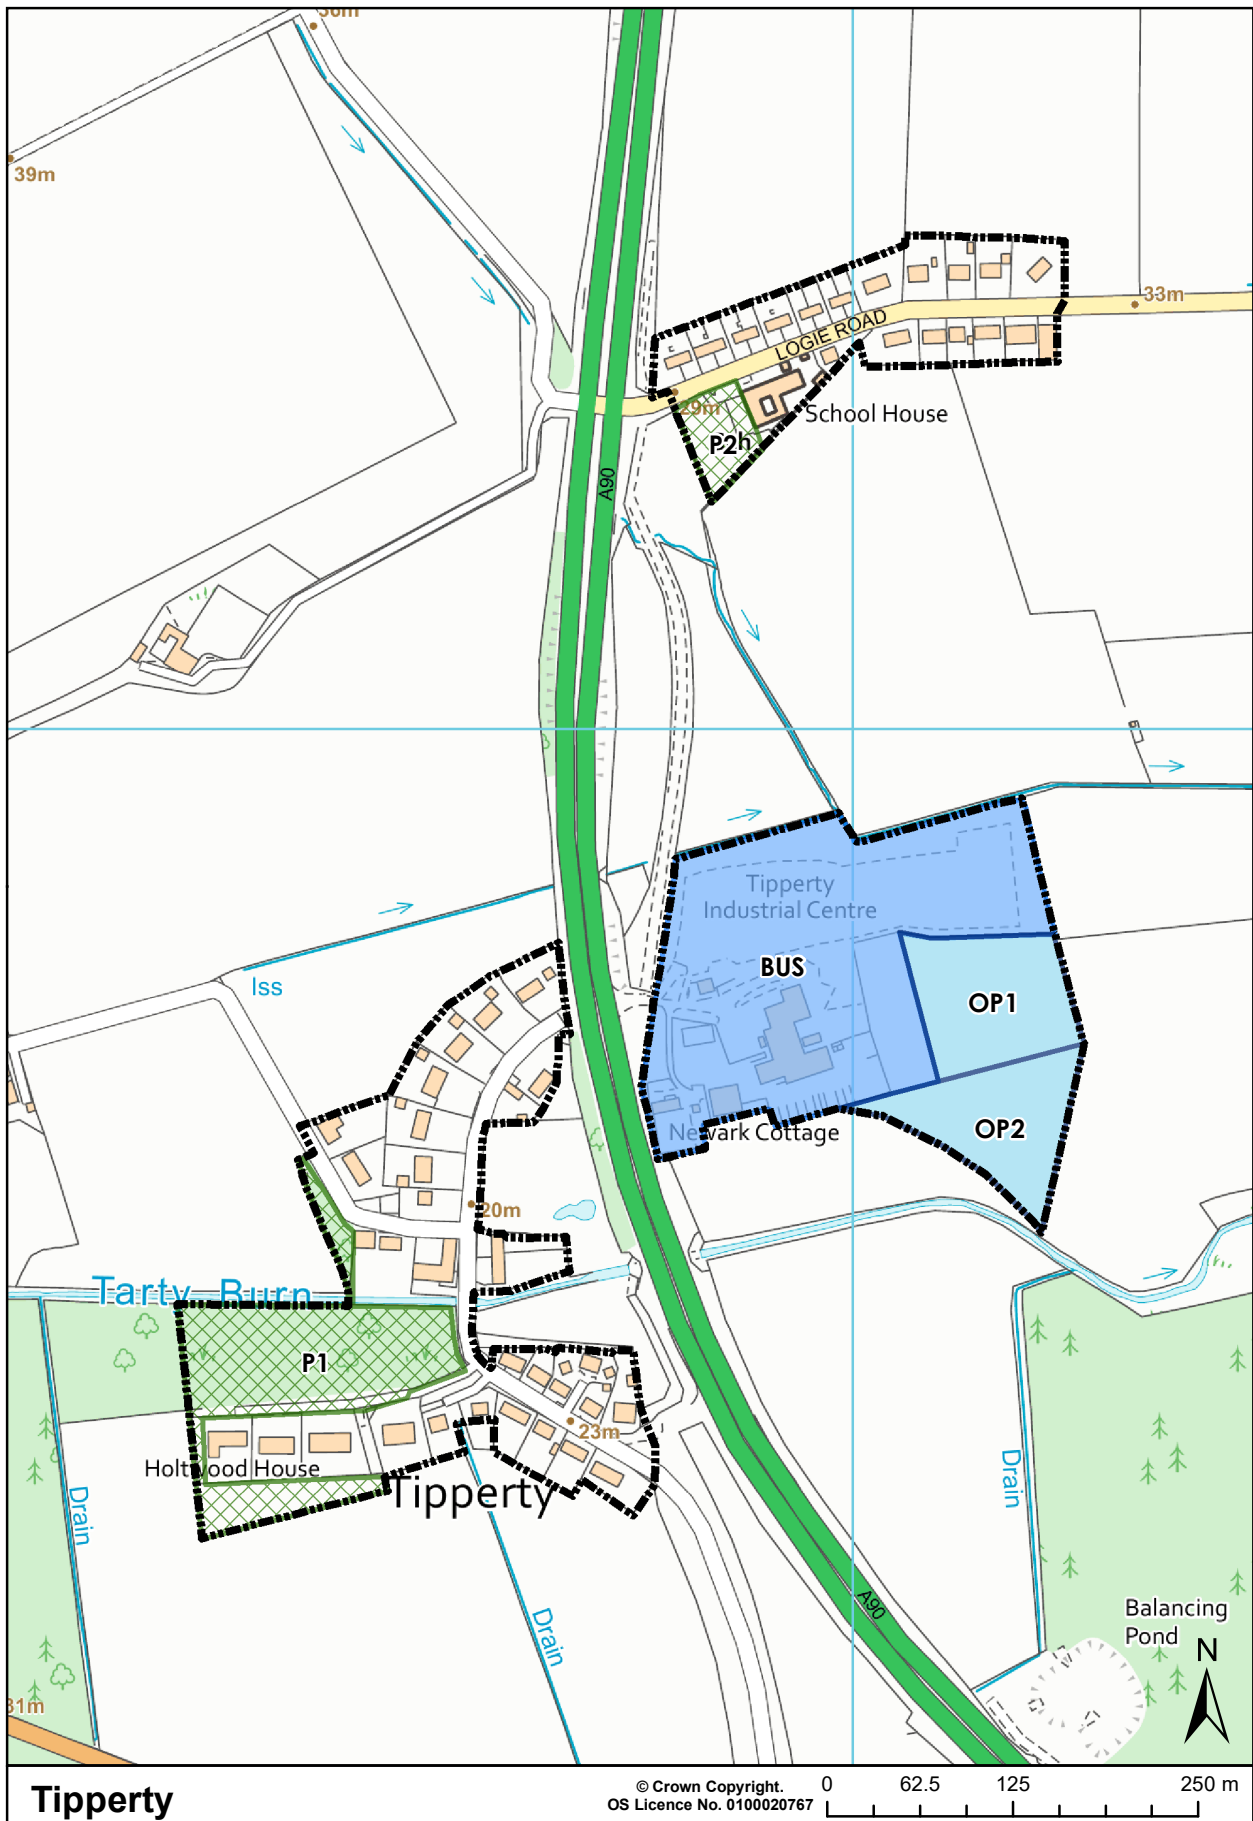 39m
33m
LOGIE ROAD
29m
School House
P2
A90
Tipperty
Industrial Centre
BUS
Iss
OP1
OP2
Newark Cottage
20m
Tarty Burn
P1
23m
Holtwood House
Tipperty
Drain
Drain
Drain
A90
Balancing
Pond
N
31m
Tipperty
© Crown Copyright.
OS Licence No. 0100020767
0 62.5 125 250 m